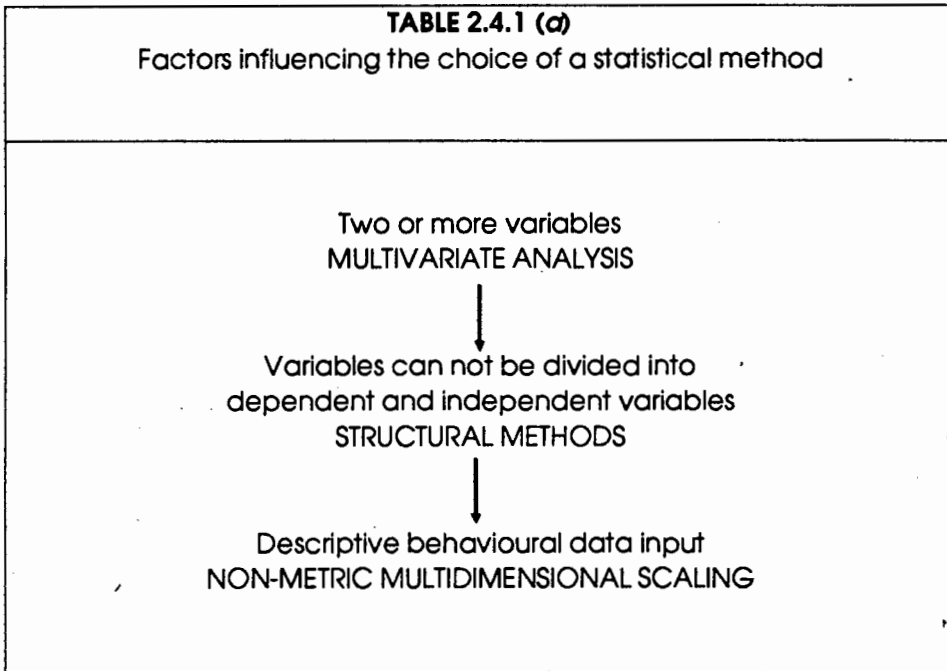 TABLE 2.4.1 (a)
Factors influencing the choice of a statistical method
Two or more variables
MULTIVARIATE ANALYSIS
Variables can not be divided into
dependent and independent variables
STRUCTURAL METHODS
Descriptive behavioural data input
NON-METRIC MULTIDIMENSIONAL SCALING